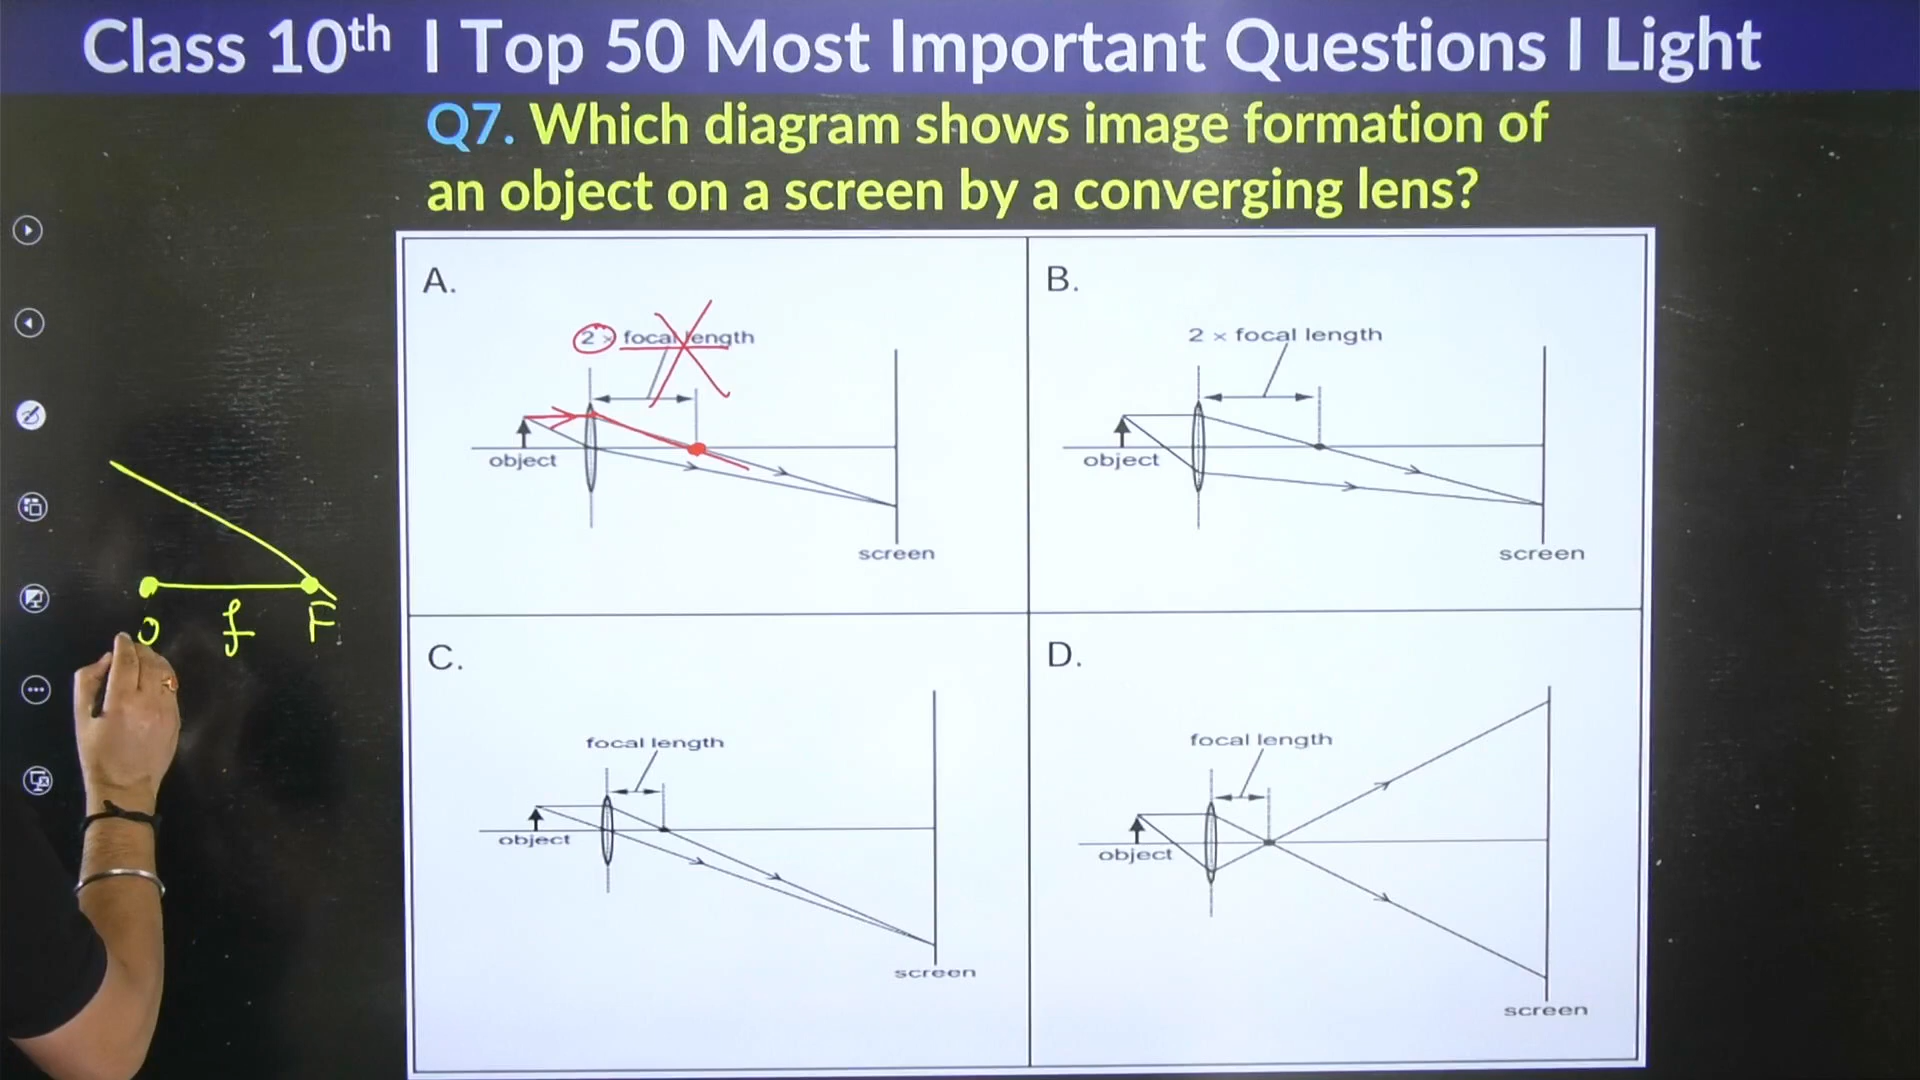 Class 10th I Top 50 Most Important Questions I Light
Q7. Which diagram shows image formation of
an object on a screen by a converging lens?
A.
2 × focal length
object
screen
B.
2 × focal length
object
screen
O f F
C.
focal length
object
screen
D.
focal length
object
screen